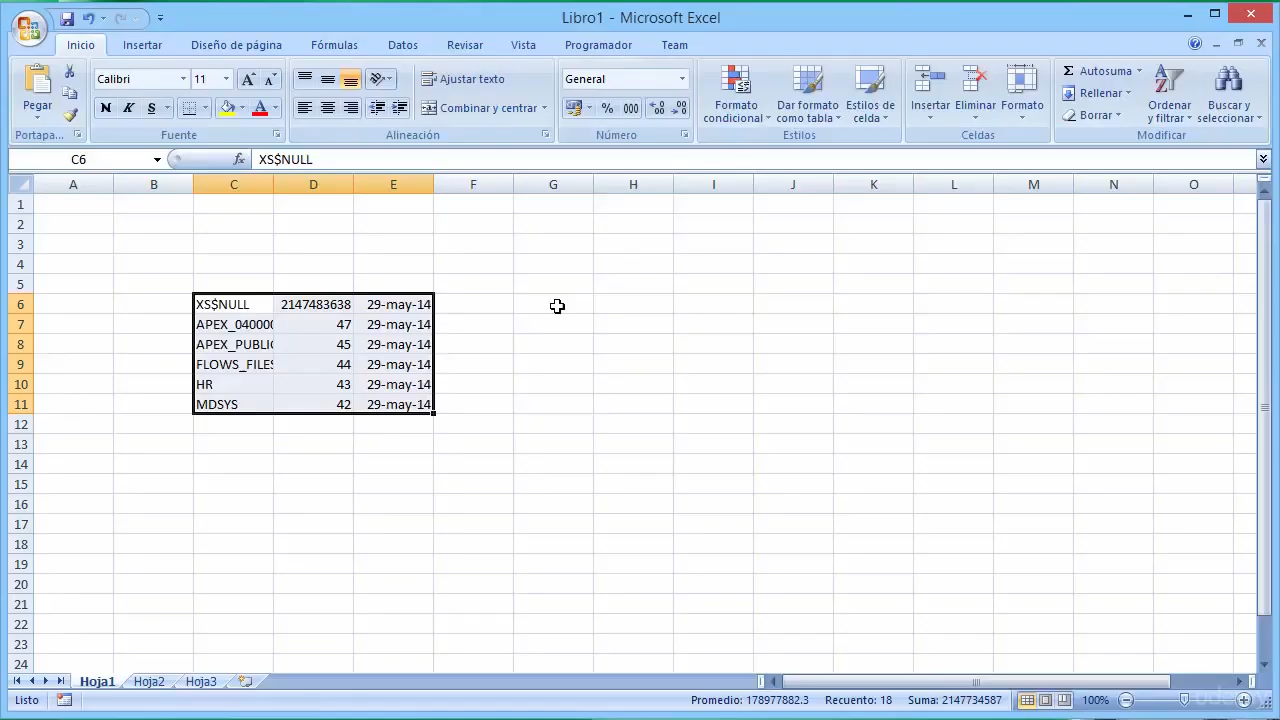 Libro1 - Microsoft Excel
Inicio Insertar Diseño de página Fórmulas Datos Revisar Vista Programador Team
Pegar
Portapa...
Calibri 11
N K S
Fuente
Ajustar texto
Combinar y centrar
Alineación
General
% 000
Número
Formato condicional
Dar formato como tabla
Estilos de celda
Estilos
Insertar Eliminar Formato
Celdas
Σ Autosuma
Rellenar
Borrar
Ordenar y filtrar
Buscar y seleccionar
Modificar
C6 fx XS$NULL
A B C D E F G H I J K L M N O
1
2
3
4
5
6 XS$NULL 2147483638 29-may-14
7 APEX_040000 47 29-may-14
8 APEX_PUBLIC 45 29-may-14
9 FLOWS_FILES 44 29-may-14
10 HR 43 29-may-14
11 MDSYS 42 29-may-14
12
13
14
15
16
17
18
19
20
21
22
23
24
Hoja1 Hoja2 Hoja3
Listo Promedio: 178977882.3 Recuento: 18 Suma: 2147734587 100%
udemy